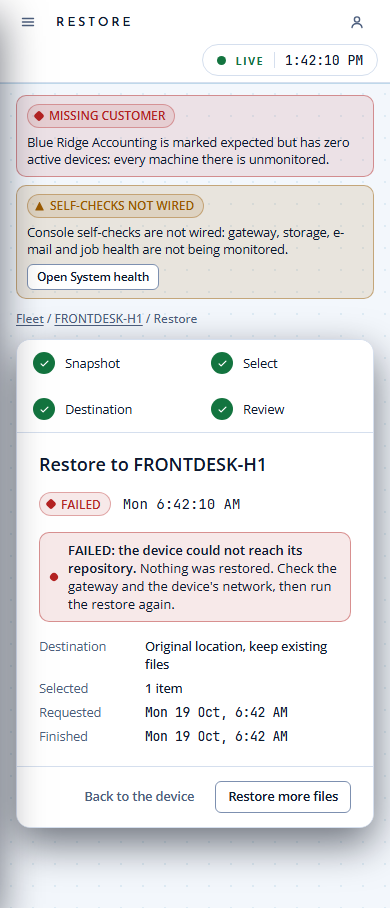 RESTORE
LIVE 1:42:10 PM
MISSING CUSTOMER
Blue Ridge Accounting is marked expected but has zero
active devices: every machine there is unmonitored.
SELF-CHECKS NOT WIRED
Console self-checks are not wired: gateway, storage, e-
mail and job health are not being monitored.
Open System health
Fleet / FRONTDESK-H1 / Restore
Snapshot
Select
Destination
Review
Restore to FRONTDESK-H1
FAILED Mon 6:42:10 AM
FAILED: the device could not reach its
repository. Nothing was restored. Check the
gateway and the device's network, then run
the restore again.
Destination Original location, keep existing
files
Selected 1 item
Requested Mon 19 Oct, 6:42 AM
Finished Mon 19 Oct, 6:42 AM
Back to the device Restore more files